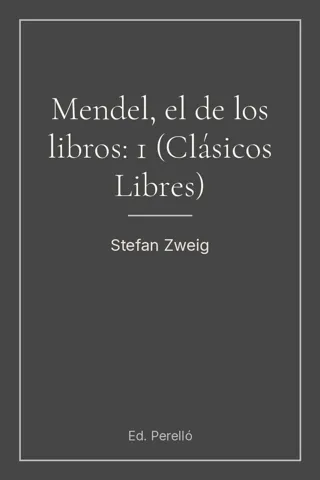 Mendel, el de los
libros: 1 (Clásicos
Libres)
Stefan Zweig
Ed. Perelló